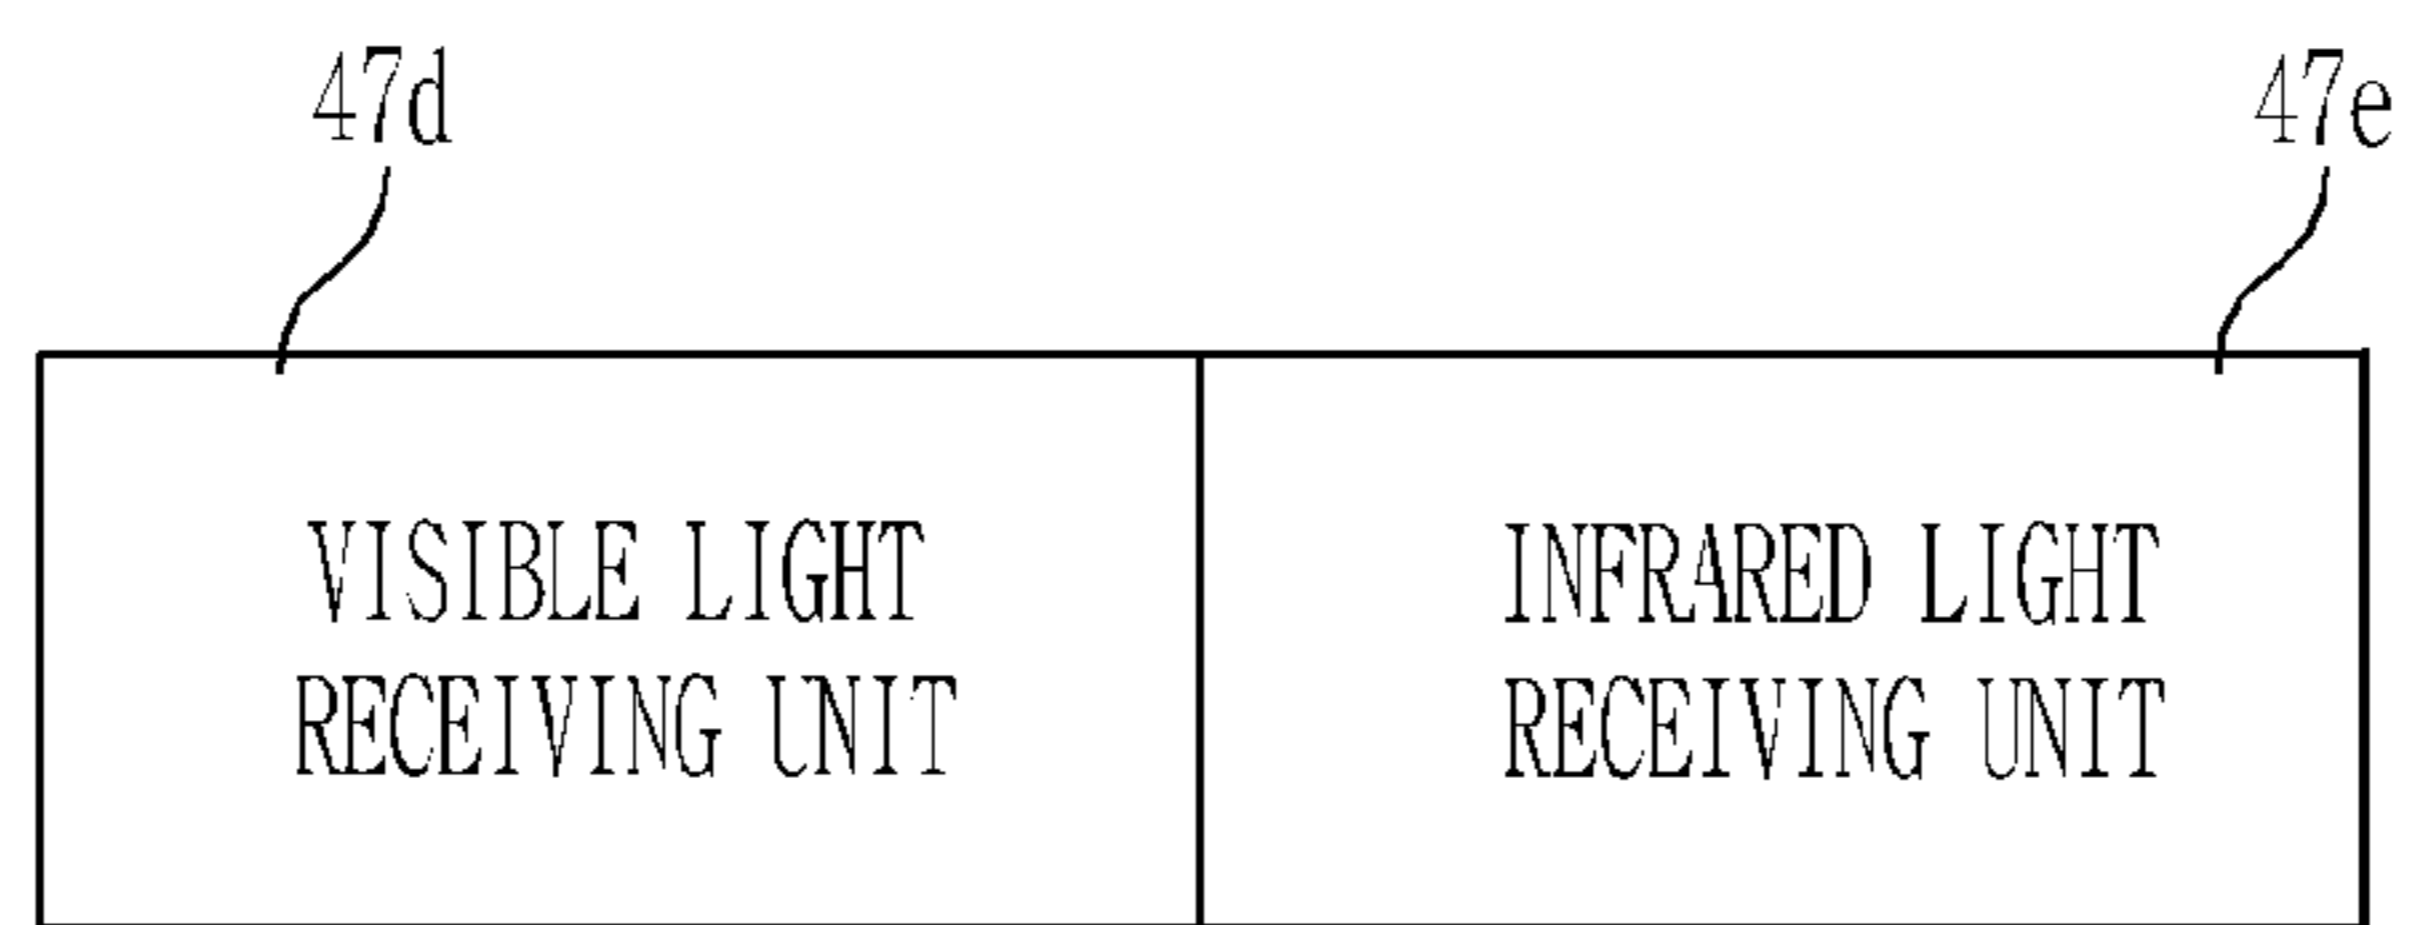 47d
47e
VISIBLE LIGHT
RECEIVING UNIT
INFRARED LIGHT
RECEIVING UNIT